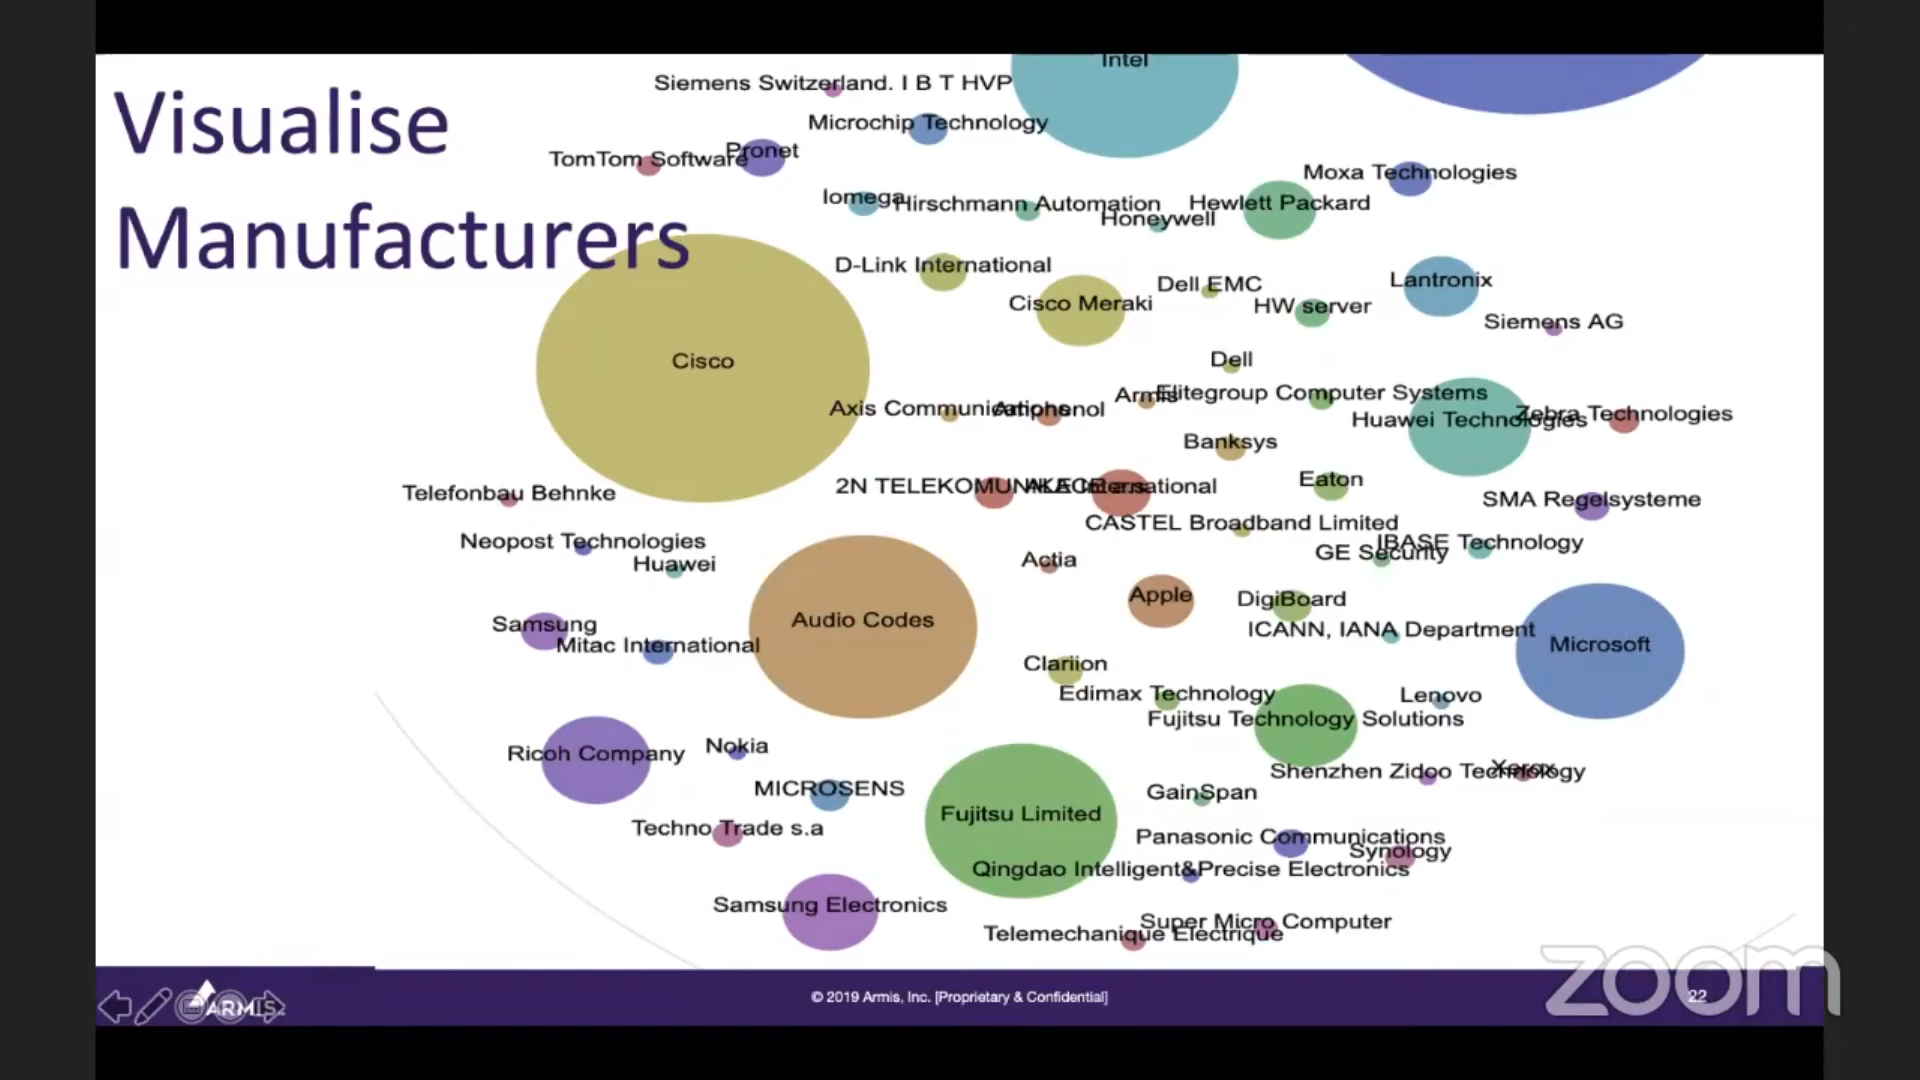 Visualise
Manufacturers
Intel
Siemens Switzerland. I B T HVP
Microchip Technology
Pronet
TomTom Software
Moxa Technologies
Iomega
Hirschmann Automation
Hewlett Packard
Honeywell
D-Link International
Dell EMC
Lantronix
Cisco Meraki
HW server
Siemens AG
Cisco
Dell
Armis
Elitegroup Computer Systems
Axis Communications
Amphenol
Huawei Technologies
Zebra Technologies
Banksys
Telefonbau Behnke
2N TELEKOMUNIKACE a.s.
International
Eaton
SMA Regelsysteme
CASTEL Broadband Limited
Neopost Technologies
IBASE Technology
GE Security
Huawei
Actia
Apple
DigiBoard
Samsung
Audio Codes
ICANN, IANA Department
Mitac International
Microsoft
Clariion
Edimax Technology
Lenovo
Fujitsu Technology Solutions
Ricoh Company
Nokia
Shenzhen Zidoo Technology
Xerox
MICROSENS
GainSpan
Fujitsu Limited
Techno Trade s.a
Panasonic Communications
Synology
Qingdao Intelligent&Precise Electronics
Samsung Electronics
Super Micro Computer
Telemechanique Electrique
ARMIS.
© 2019 Armis, Inc. [Proprietary & Confidential]
22
zoom